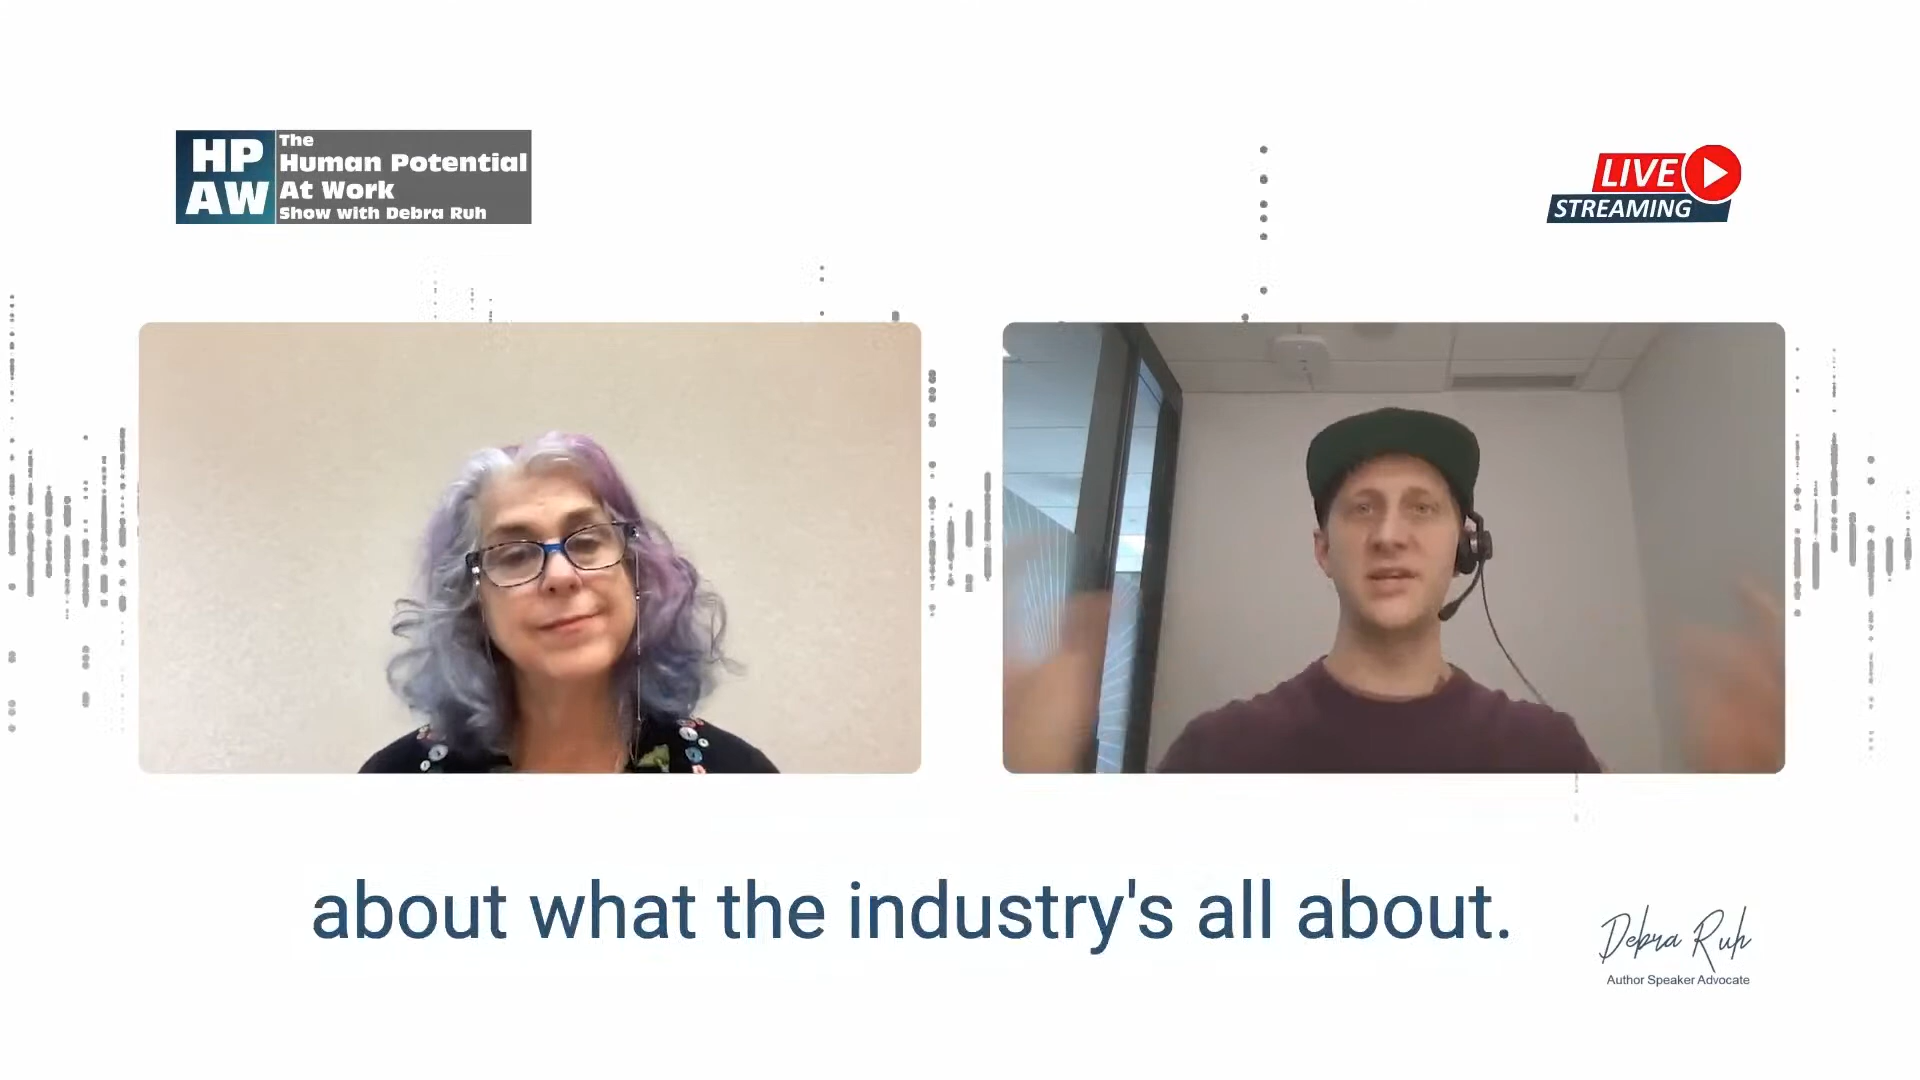 HP
AW
The
Human Potential
At Work
Show with Debra Ruh
LIVE
STREAMING
about what the industry's all about.
Debra Ruh
Author Speaker Advocate